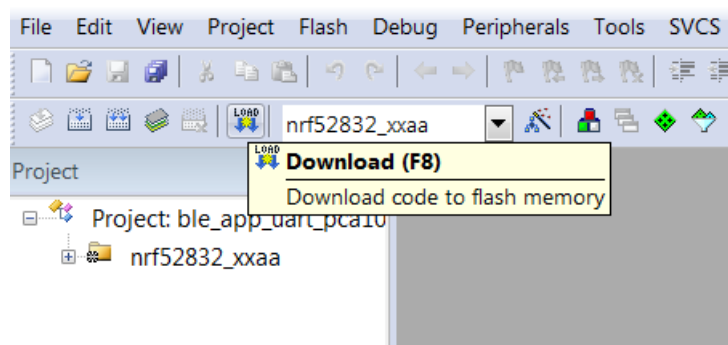 File Edit View Project Flash Debug Peripherals Tools SVCS
LOAD nrf52832_xxaa
LOAD Download (F8)
Project
Download code to flash memory
Project: ble_app_uart_pca10
nrf52832_xxaa